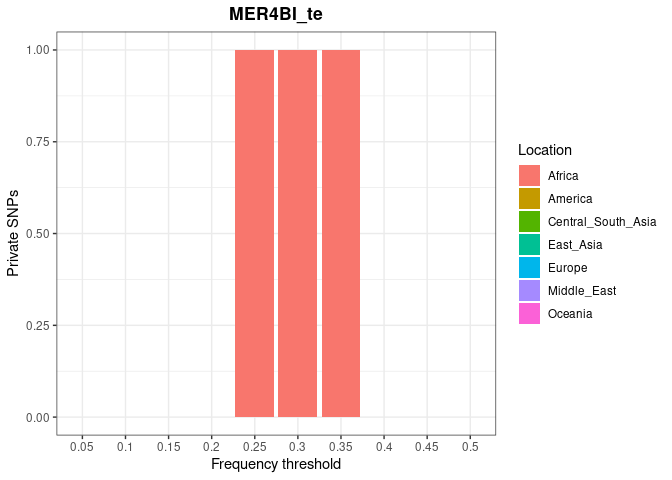 MER4BI_te
1.00
0.75
0.50
0.25
0.00
Private SNPs
0.05 0.1 0.15 0.2 0.25 0.3 0.35 0.4 0.45 0.5
Frequency threshold
Location
Africa
America
Central_South_Asia
East_Asia
Europe
Middle_East
Oceania